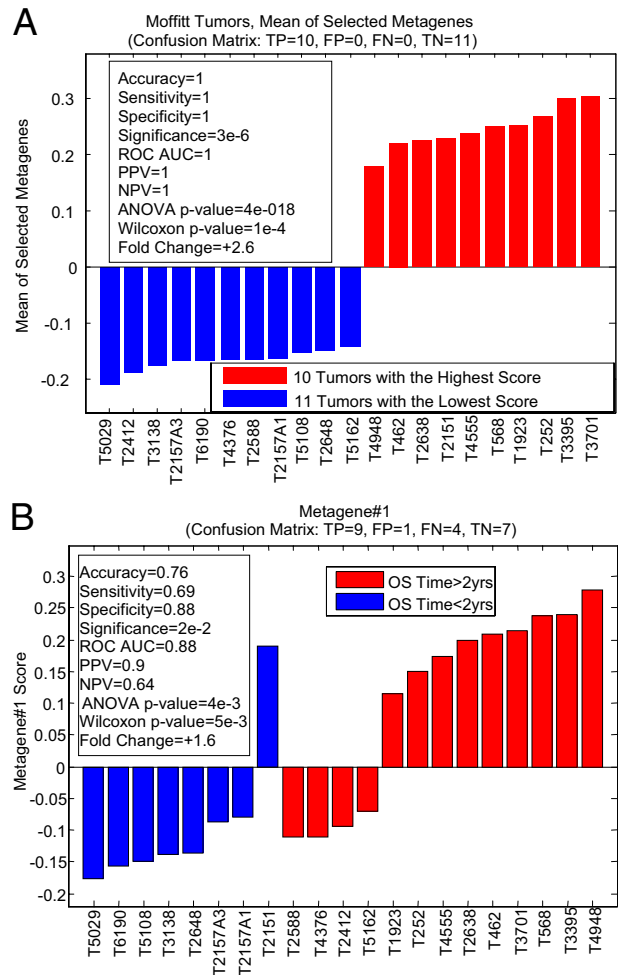 A
Moffitt Tumors, Mean of Selected Metagenes
(Confusion Matrix: TP=10, FP=0, FN=0, TN=11)
Accuracy=1
Sensitivity=1
Specificity=1
Significance=3e-6
ROC AUC=1
PPV=1
NPV=1
ANOVA p-value=4e-018
Wilcoxon p-value=1e-4
Fold Change=+2.6
Mean of Selected Metagenes
0.3
0.2
0.1
0
-0.1
-0.2
10 Tumors with the Highest Score
11 Tumors with the Lowest Score
T5029
T2412
T3138
T2157A3
T6190
T4376
T2588
T2157A1
T5108
T2648
T5162
T4948
T462
T2638
T2151
T4555
T568
T1923
T252
T3395
T3701
B
Metagene#1
(Confusion Matrix: TP=9, FP=1, FN=4, TN=7)
Accuracy=0.76
Sensitivity=0.69
Specificity=0.88
Significance=2e-2
ROC AUC=0.88
PPV=0.9
NPV=0.64
ANOVA p-value=4e-3
Wilcoxon p-value=5e-3
Fold Change=+1.6
OS Time>2yrs
OS Time<2yrs
Metagene#1 Score
0.3
0.25
0.2
0.15
0.1
0.05
0
-0.05
-0.1
-0.15
-0.2
T5029
T6190
T5108
T3138
T2648
T2157A3
T2157A1
T2151
T2588
T4376
T2412
T5162
T1923
T252
T4555
T2638
T462
T3701
T568
T3395
T4948